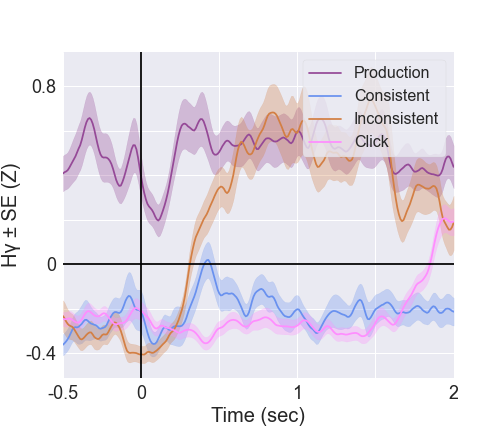 Production
Consistent
Inconsistent
Click
Hγ ± SE (Z)
0.8
0
-0.4
-0.5
0
1
2
Time (sec)